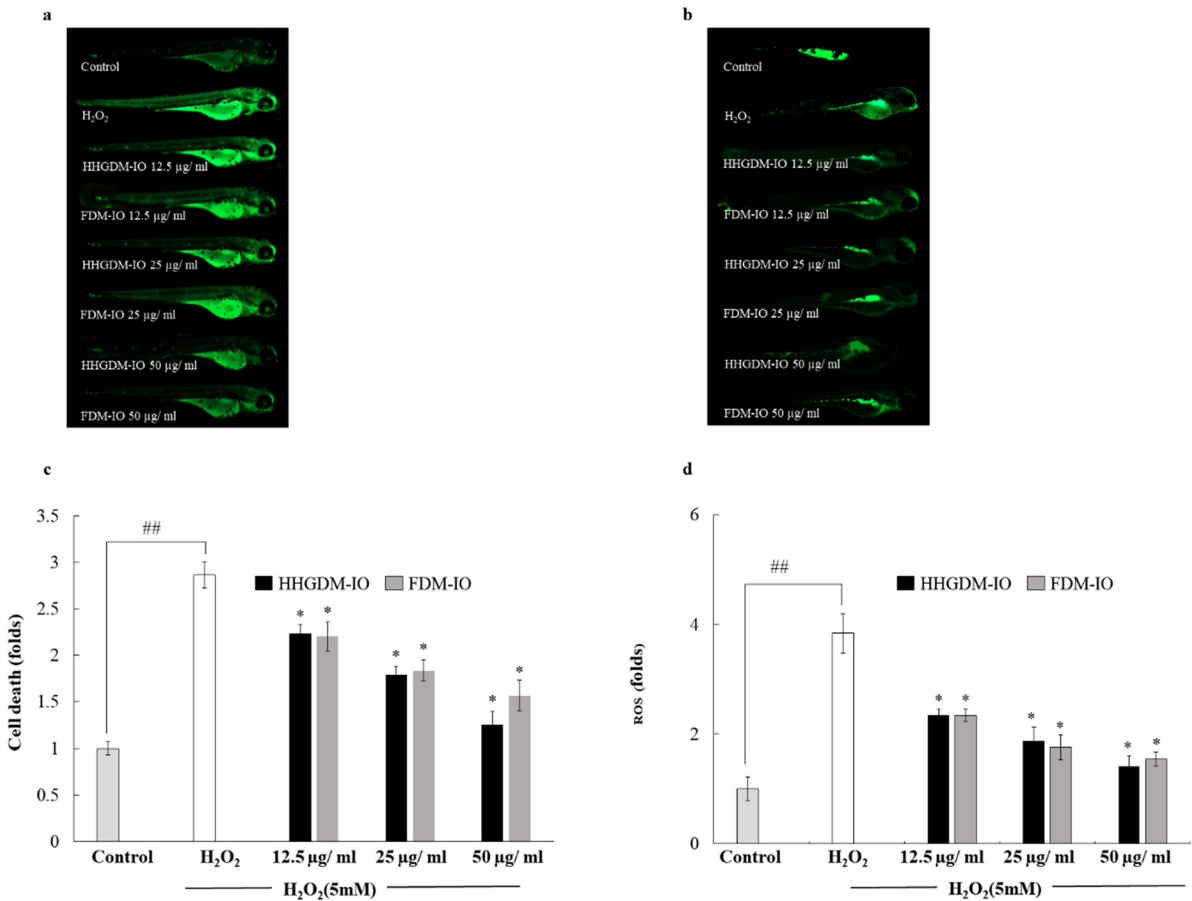 a
Control
H₂O₂
HHGDM-IO 12.5 µg/ ml
FDM-IO 12.5 µg/ ml
HHGDM-IO 25 µg/ ml
FDM-IO 25 µg/ ml
HHGDM-IO 50 µg/ ml
FDM-IO 50 µg/ ml
b
Control
H₂O₂
HHGDM-IO 12.5 µg/ ml
FDM-IO 12.5 µg/ ml
HHGDM-IO 25 µg/ ml
FDM-IO 25 µg/ ml
HHGDM-IO 50 µg/ ml
FDM-IO 50 µg/ ml
c
Cell death (folds)
3.5
3
2.5
2
1.5
1
0.5
0
##
HHGDM-IO FDM-IO
* * * * * *
Control H₂O₂ 12.5 µg/ ml 25 µg/ ml 50 µg/ ml
H₂O₂(5mM)
d
ROS (folds)
6
4
2
0
##
HHGDM-IO FDM-IO
* * * * * *
Control H₂O₂ 12.5 µg/ ml 25 µg/ ml 50 µg/ ml
H₂O₂(5mM)